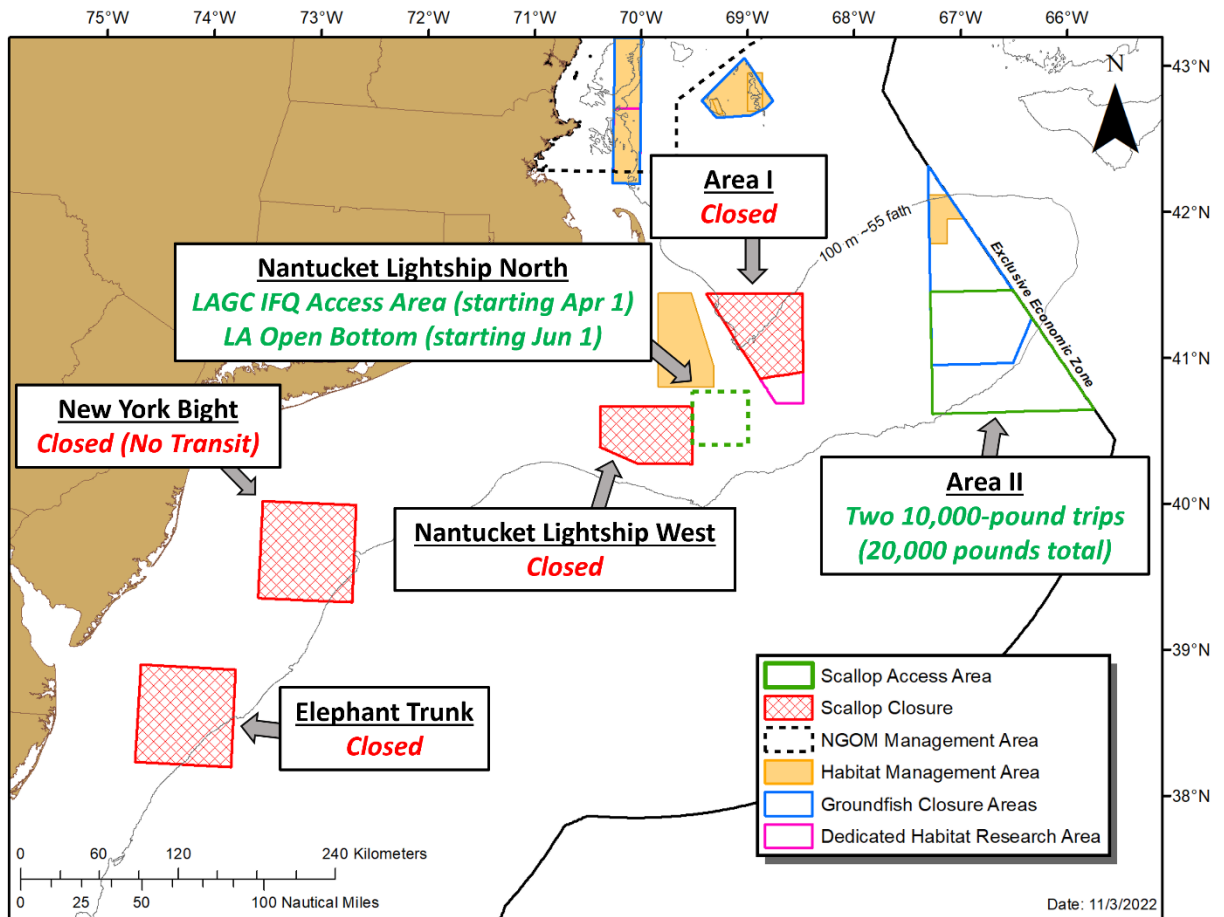 75°W 74°W 73°W 72°W 71°W 70°W 69°W 68°W 67°W 66°W
43°N
N
Area I
Closed
42°N
100 m ~55 fath
Nantucket Lightship North
LAGC IFQ Access Area (starting Apr 1)
LA Open Bottom (starting Jun 1)
Exclusive Economic Zone
41°N
New York Bight
Closed (No Transit)
Area II
Two 10,000-pound trips
(20,000 pounds total)
40°N
Nantucket Lightship West
Closed
39°N
Elephant Trunk
Closed
Scallop Access Area
Scallop Closure
NGOM Management Area
Habitat Management Area
Groundfish Closure Areas
Dedicated Habitat Research Area
38°N
0 60 120 240 Kilometers
0 25 50 100 Nautical Miles
Date: 11/3/2022